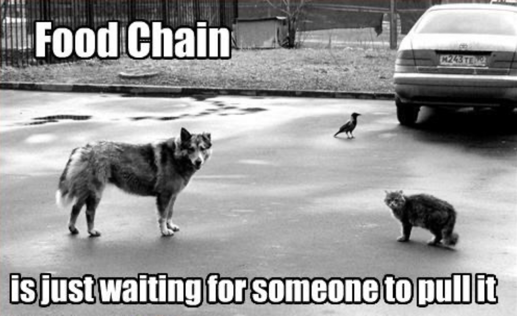 Food Chain
is just waiting for someone to pull it